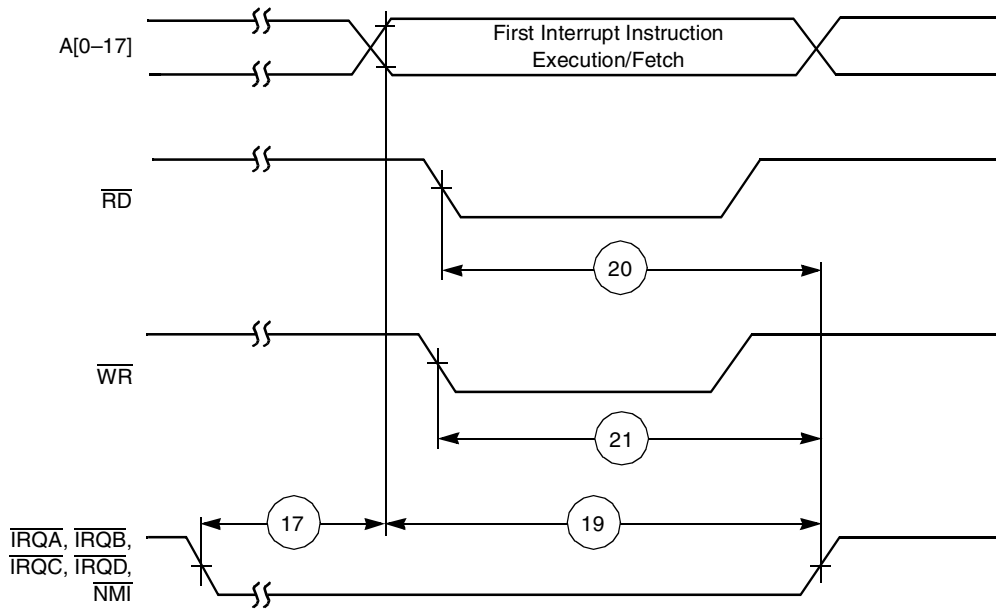 A[0–17]
First Interrupt Instruction
Execution/Fetch
RD
20
WR
21
17
19
IRQA, IRQB,
IRQC, IRQD,
NMI